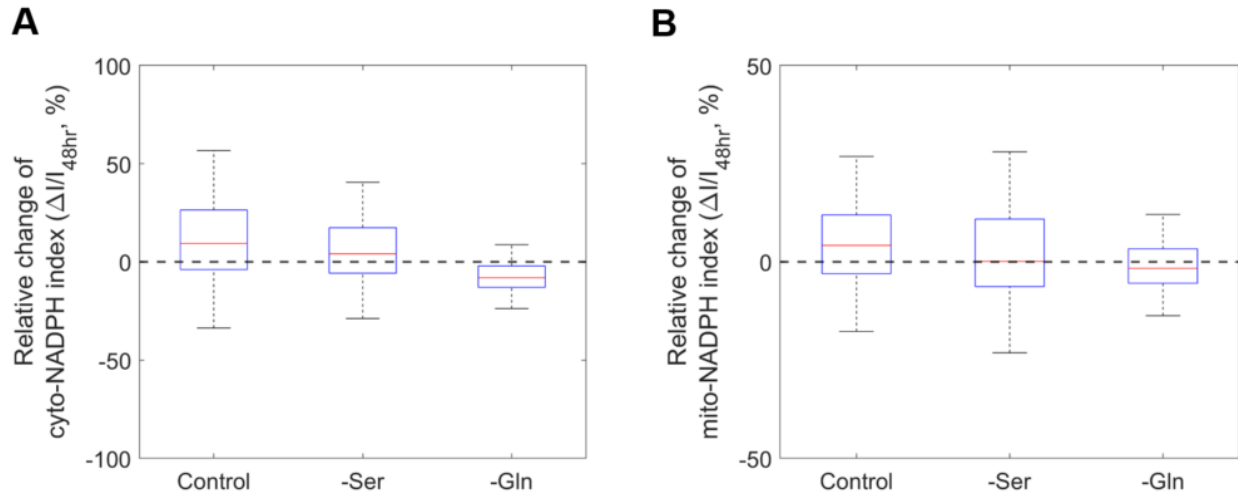 A
Relative change of
cyto-NADPH index (ΔI/I48hr, %)
100
50
0
-50
-100
Control
-Ser
-Gln
B
Relative change of
mito-NADPH index (ΔI/I48hr, %)
50
0
-50
Control
-Ser
-Gln